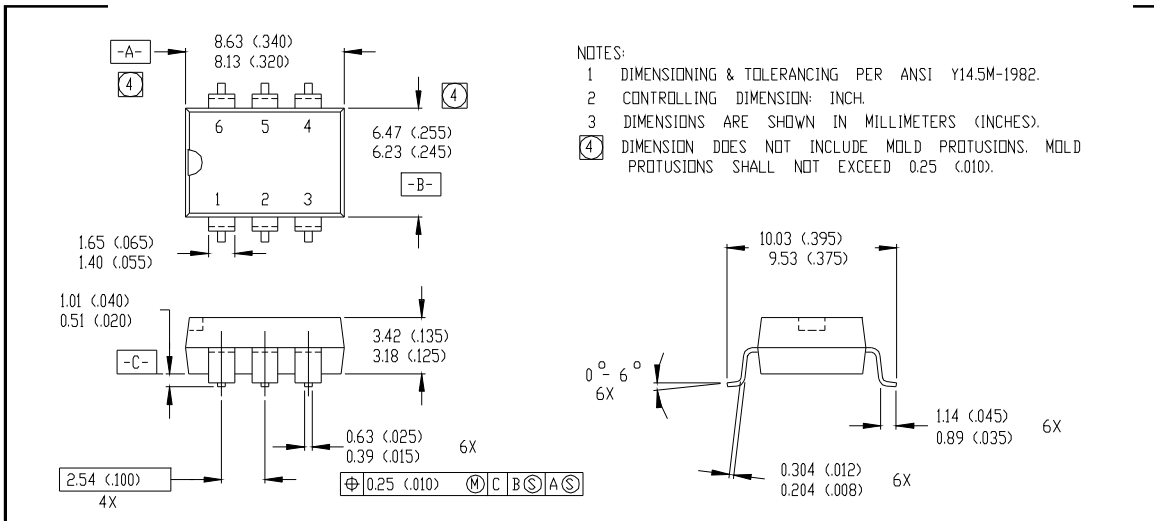 -A-
8.63 (.340)
8.13 (.320)
4
4
6 5 4
6.47 (.255)
6.23 (.245)
-B-
1 2 3
1.65 (.065)
1.40 (.055)
NOTES:
1 DIMENSIONING & TOLERANCING PER ANSI Y14.5M-1982.
2 CONTROLLING DIMENSION: INCH.
3 DIMENSIONS ARE SHOWN IN MILLIMETERS (INCHES).
4 DIMENSION DOES NOT INCLUDE MOLD PROTUSIONS. MOLD
PROTUSIONS SHALL NOT EXCEED 0.25 (.010).
1.01 (.040)
0.51 (.020)
-C-
3.42 (.135)
3.18 (.125)
0.63 (.025)
0.39 (.015)
6X
2.54 (.100)
4X
⌖ 0.25 (.010) Ⓜ C B Ⓢ A Ⓢ
10.03 (.395)
9.53 (.375)
0° - 6°
6X
1.14 (.045)
0.89 (.035)
6X
0.304 (.012)
0.204 (.008)
6X